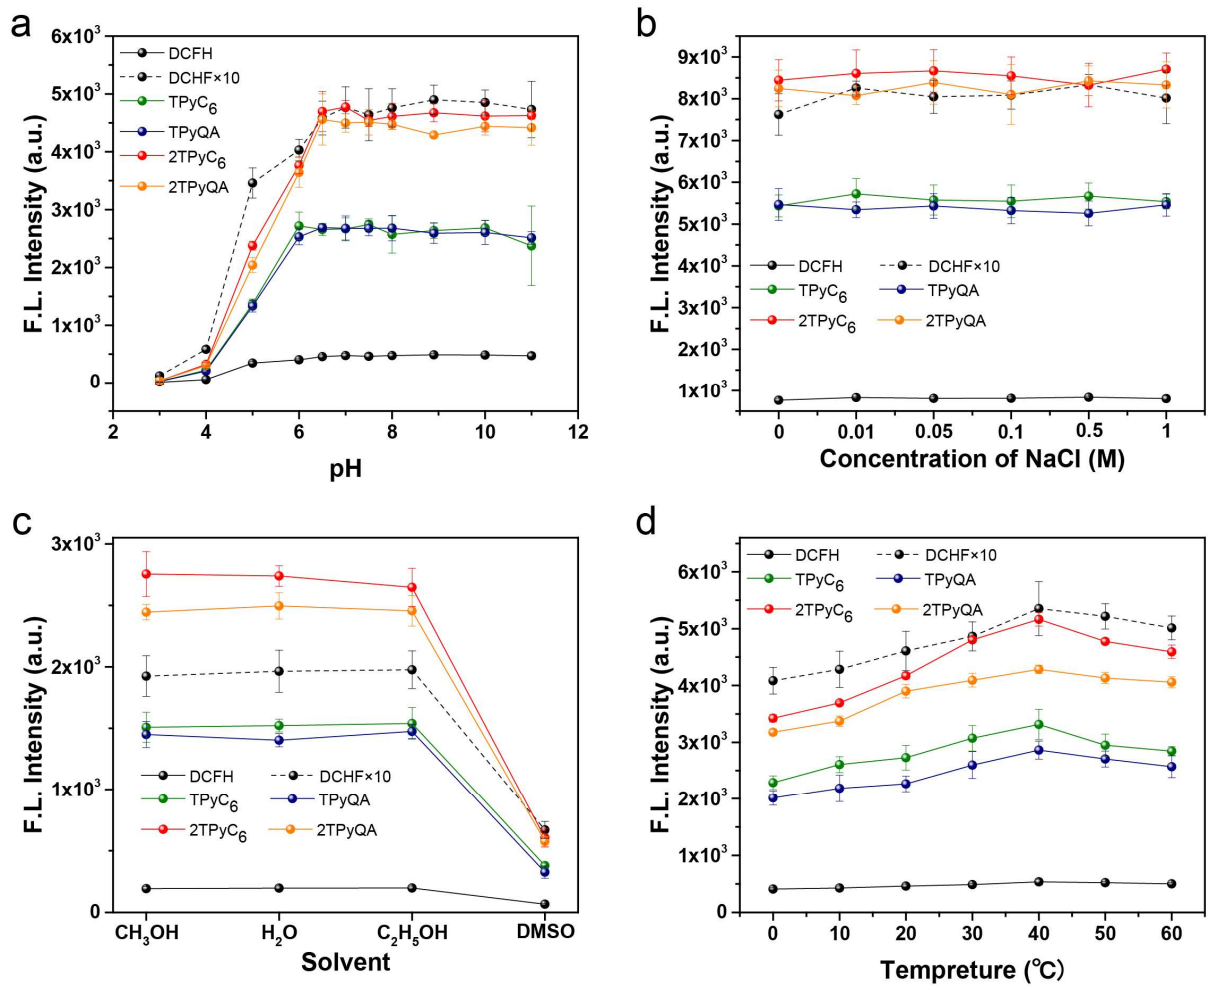 a
6x10³
5x10³
4x10³
3x10³
2x10³
1x10³
0
F.L. Intensity (a.u.)
DCFH
DCHF×10
TPyC₆
TPyQA
2TPyC₆
2TPyQA
2 4 6 8 10 12
pH
b
9x10³
8x10³
7x10³
6x10³
5x10³
4x10³
3x10³
2x10³
1x10³
F.L. Intensity (a.u.)
DCFH DCHF×10
TPyC₆ TPyQA
2TPyC₆ 2TPyQA
0 0.01 0.05 0.1 0.5 1
Concentration of NaCl (M)
c
3x10³
2x10³
1x10³
0
F.L. Intensity (a.u.)
DCFH DCHF×10
TPyC₆ TPyQA
2TPyC₆ 2TPyQA
CH₃OH H₂O C₂H₅OH DMSO
Solvent
d
6x10³
5x10³
4x10³
3x10³
2x10³
1x10³
0
F.L. Intensity (a.u.)
DCFH DCHF×10
TPyC₆ TPyQA
2TPyC₆ 2TPyQA
0 10 20 30 40 50 60
Tempreture (℃)